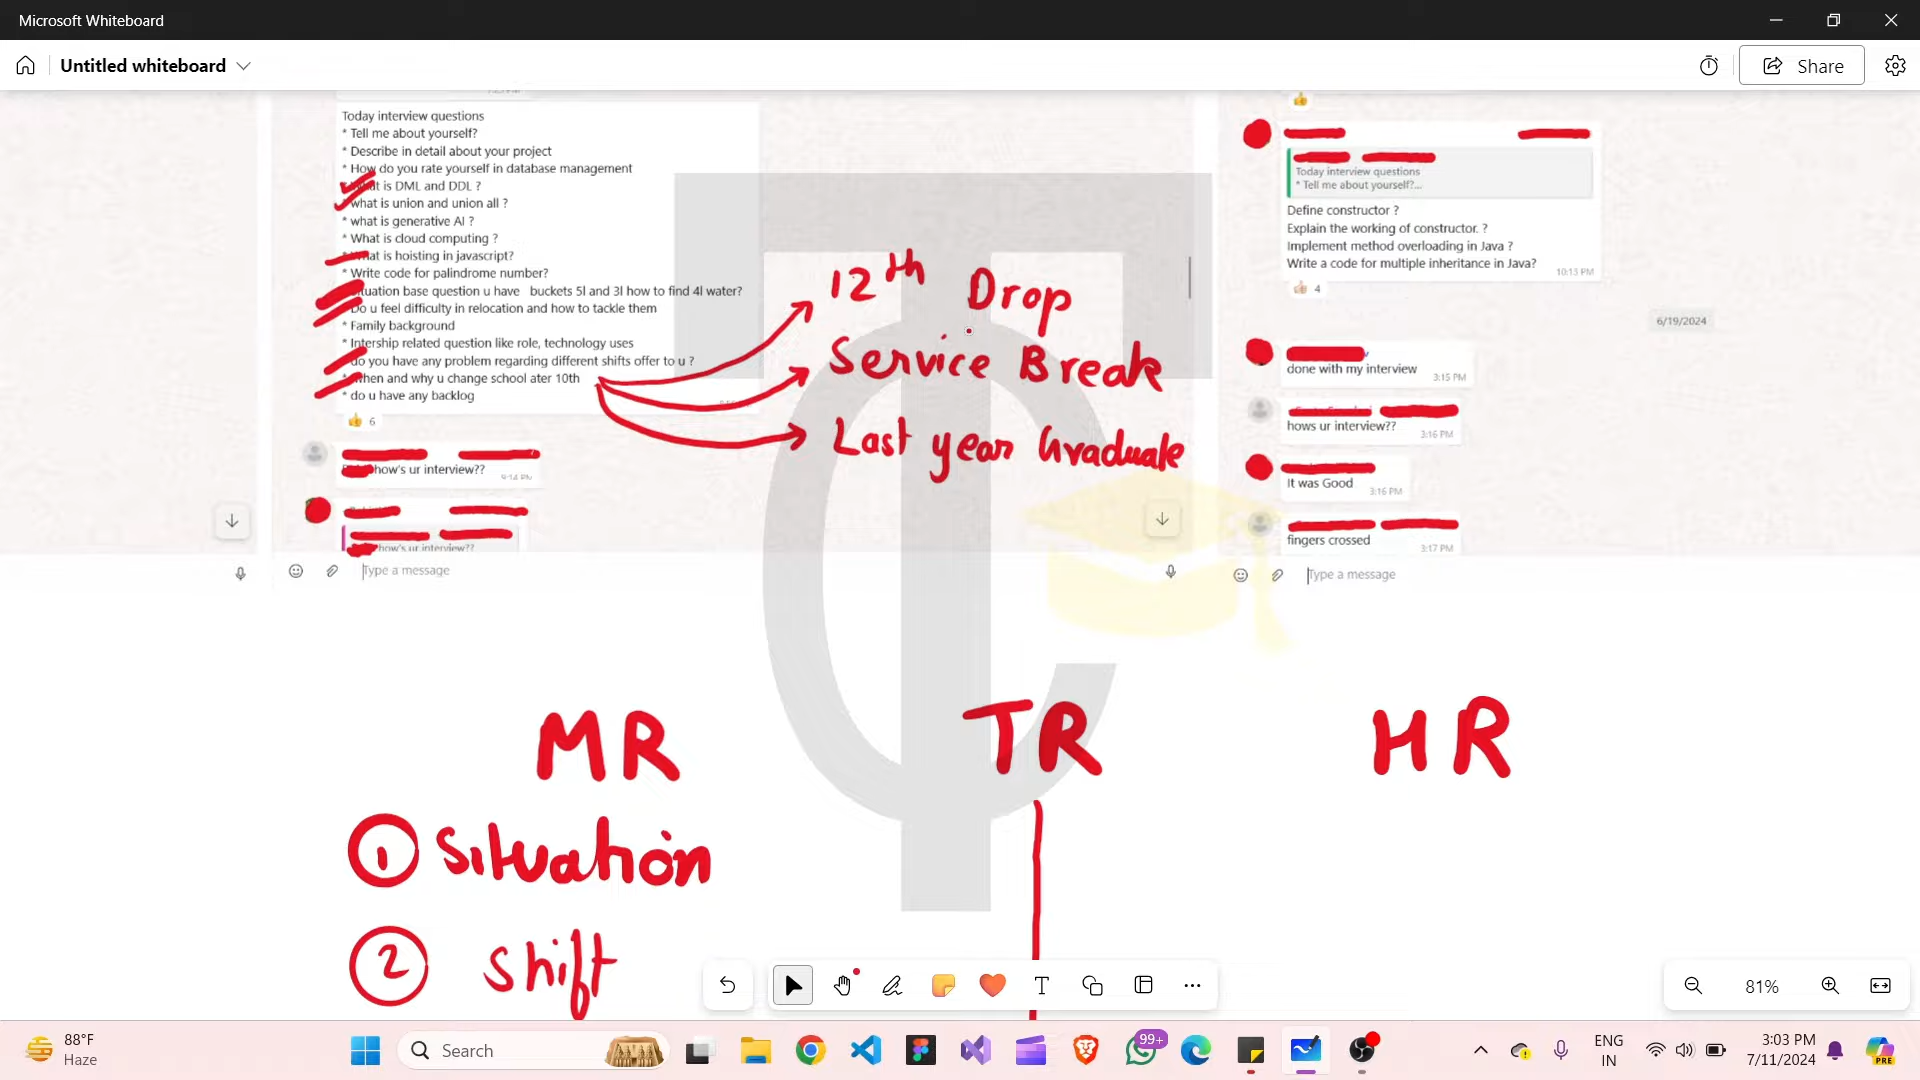 Microsoft Whiteboard
Untitled whiteboard
Share
Today interview questions
* Tell me about yourself?
* Describe in detail about your project
* How do you rate yourself in database management
is DML and DDL ?
* what is union and union all ?
* what is generative AI ?
* What is cloud computing ?
is hoisting in javascript?
* Write code for palindrome number?
base question u have buckets 5l and 3l how to find 4l water?
Do u feel difficulty in relocation and how to tackle them
* Family background
* Intership related question like role, technology uses
do you have any problem regarding different shifts offer to u ?
when and why u change school ater 10th
* do u have any backlog
6
how's ur interview??
9:14 PM
how's ur interview??
Type a message
12th Drop
Service Break
Last year Graduate
Today interview questions
* Tell me about yourself?...
Define constructor ?
Explain the working of constructor. ?
Implement method overloading in Java ?
Write a code for multiple inheritance in Java?
10:13 PM
4
6/19/2024
done with my interview
3:15 PM
hows ur interview??
3:16 PM
It was Good
3:16 PM
fingers crossed
3:17 PM
Type a message
MR TR HR
1 Situation
2 Shift
81%
88°F
Haze
Search
99+
ENG
IN
3:03 PM
7/11/2024
PRE